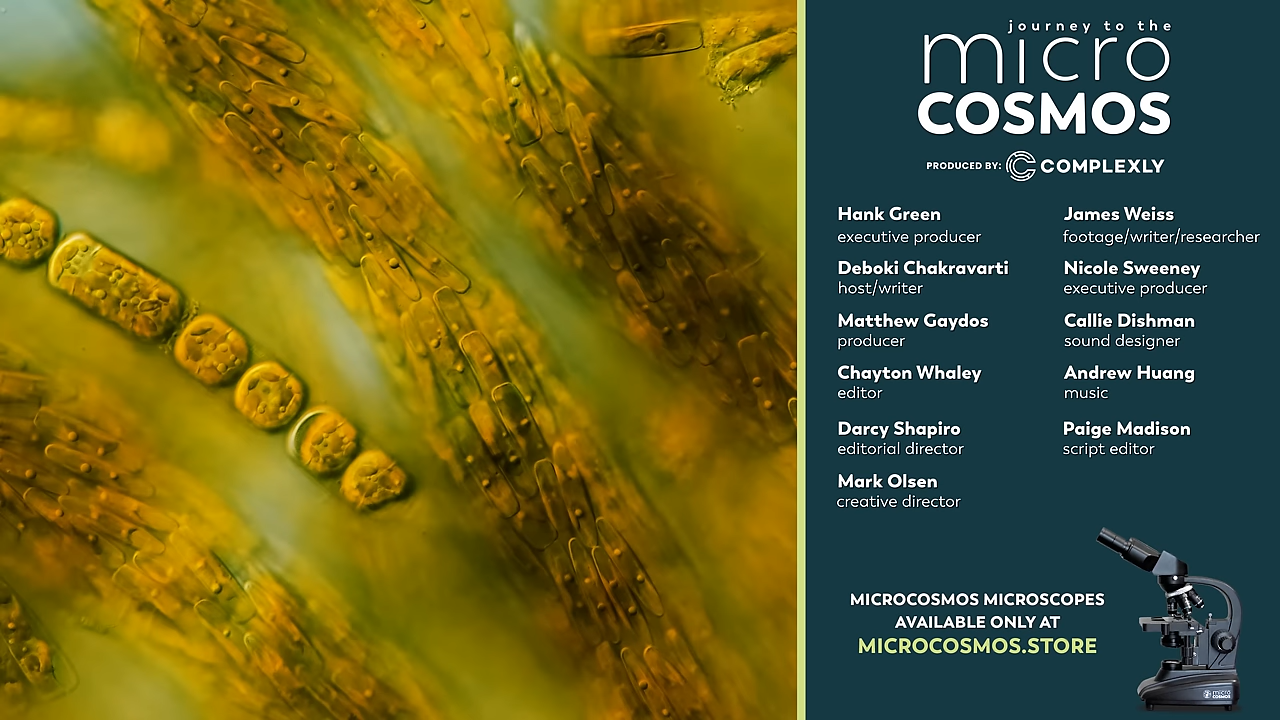 journey to the
micro
COSMOS
PRODUCED BY: COMPLEXLY
Hank Green
executive producer
James Weiss
footage/writer/researcher
Deboki Chakravarti
host/writer
Nicole Sweeney
executive producer
Matthew Gaydos
producer
Callie Dishman
sound designer
Chayton Whaley
editor
Andrew Huang
music
Darcy Shapiro
editorial director
Paige Madison
script editor
Mark Olsen
creative director
MICROCOSMOS MICROSCOPES
AVAILABLE ONLY AT
MICROCOSMOS.STORE
micro
COSMOS